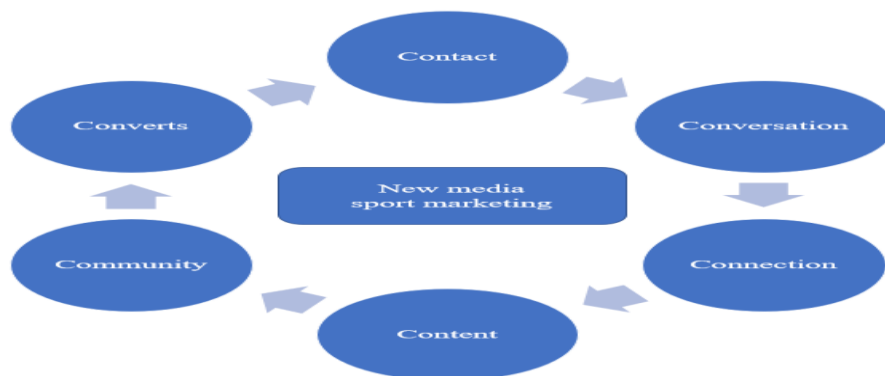 Contact
Converts
Conversation
New media
sport marketing
Community
Connection
Content